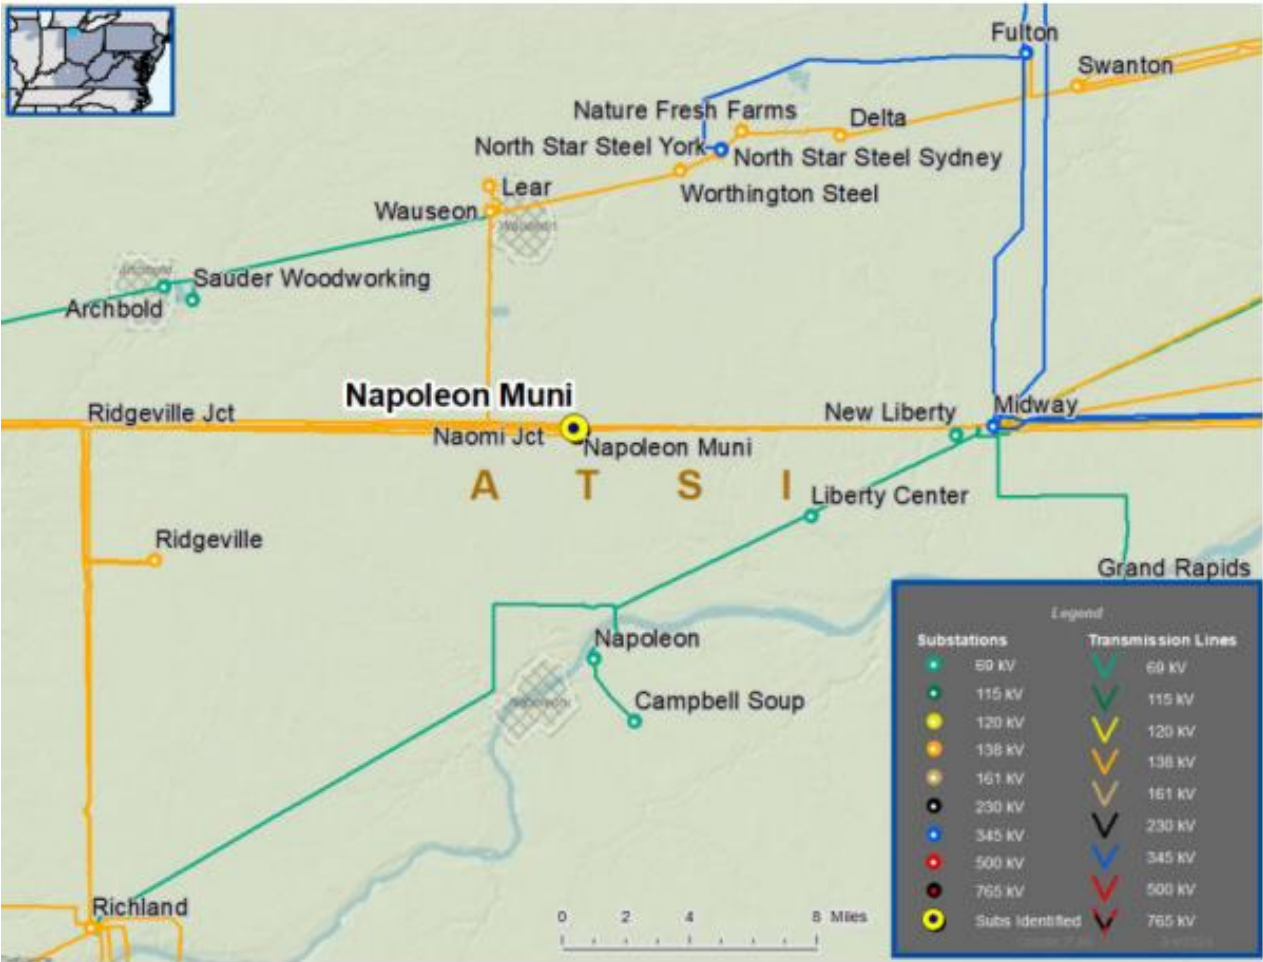 Fulton
Swanton
Nature Fresh Farms
Delta
North Star Steel York
North Star Steel Sydney
Lear
Worthington Steel
Wauseon
Sauder Woodworking
Archbold
Napoleon Muni
Ridgeville Jct
New Liberty
Midway
Naomi Jct
Napoleon Muni
A T S I
Liberty Center
Ridgeville
Grand Rapids
Napoleon
Campbell Soup
Richland
0 2 4 8 Miles
Legend
Substations Transmission Lines
69 kV 69 kV
115 kV 115 kV
120 kV 120 kV
138 kV 138 kV
161 kV 161 kV
230 kV 230 kV
345 kV 345 kV
500 kV 500 kV
765 kV 765 kV
Subs Identified